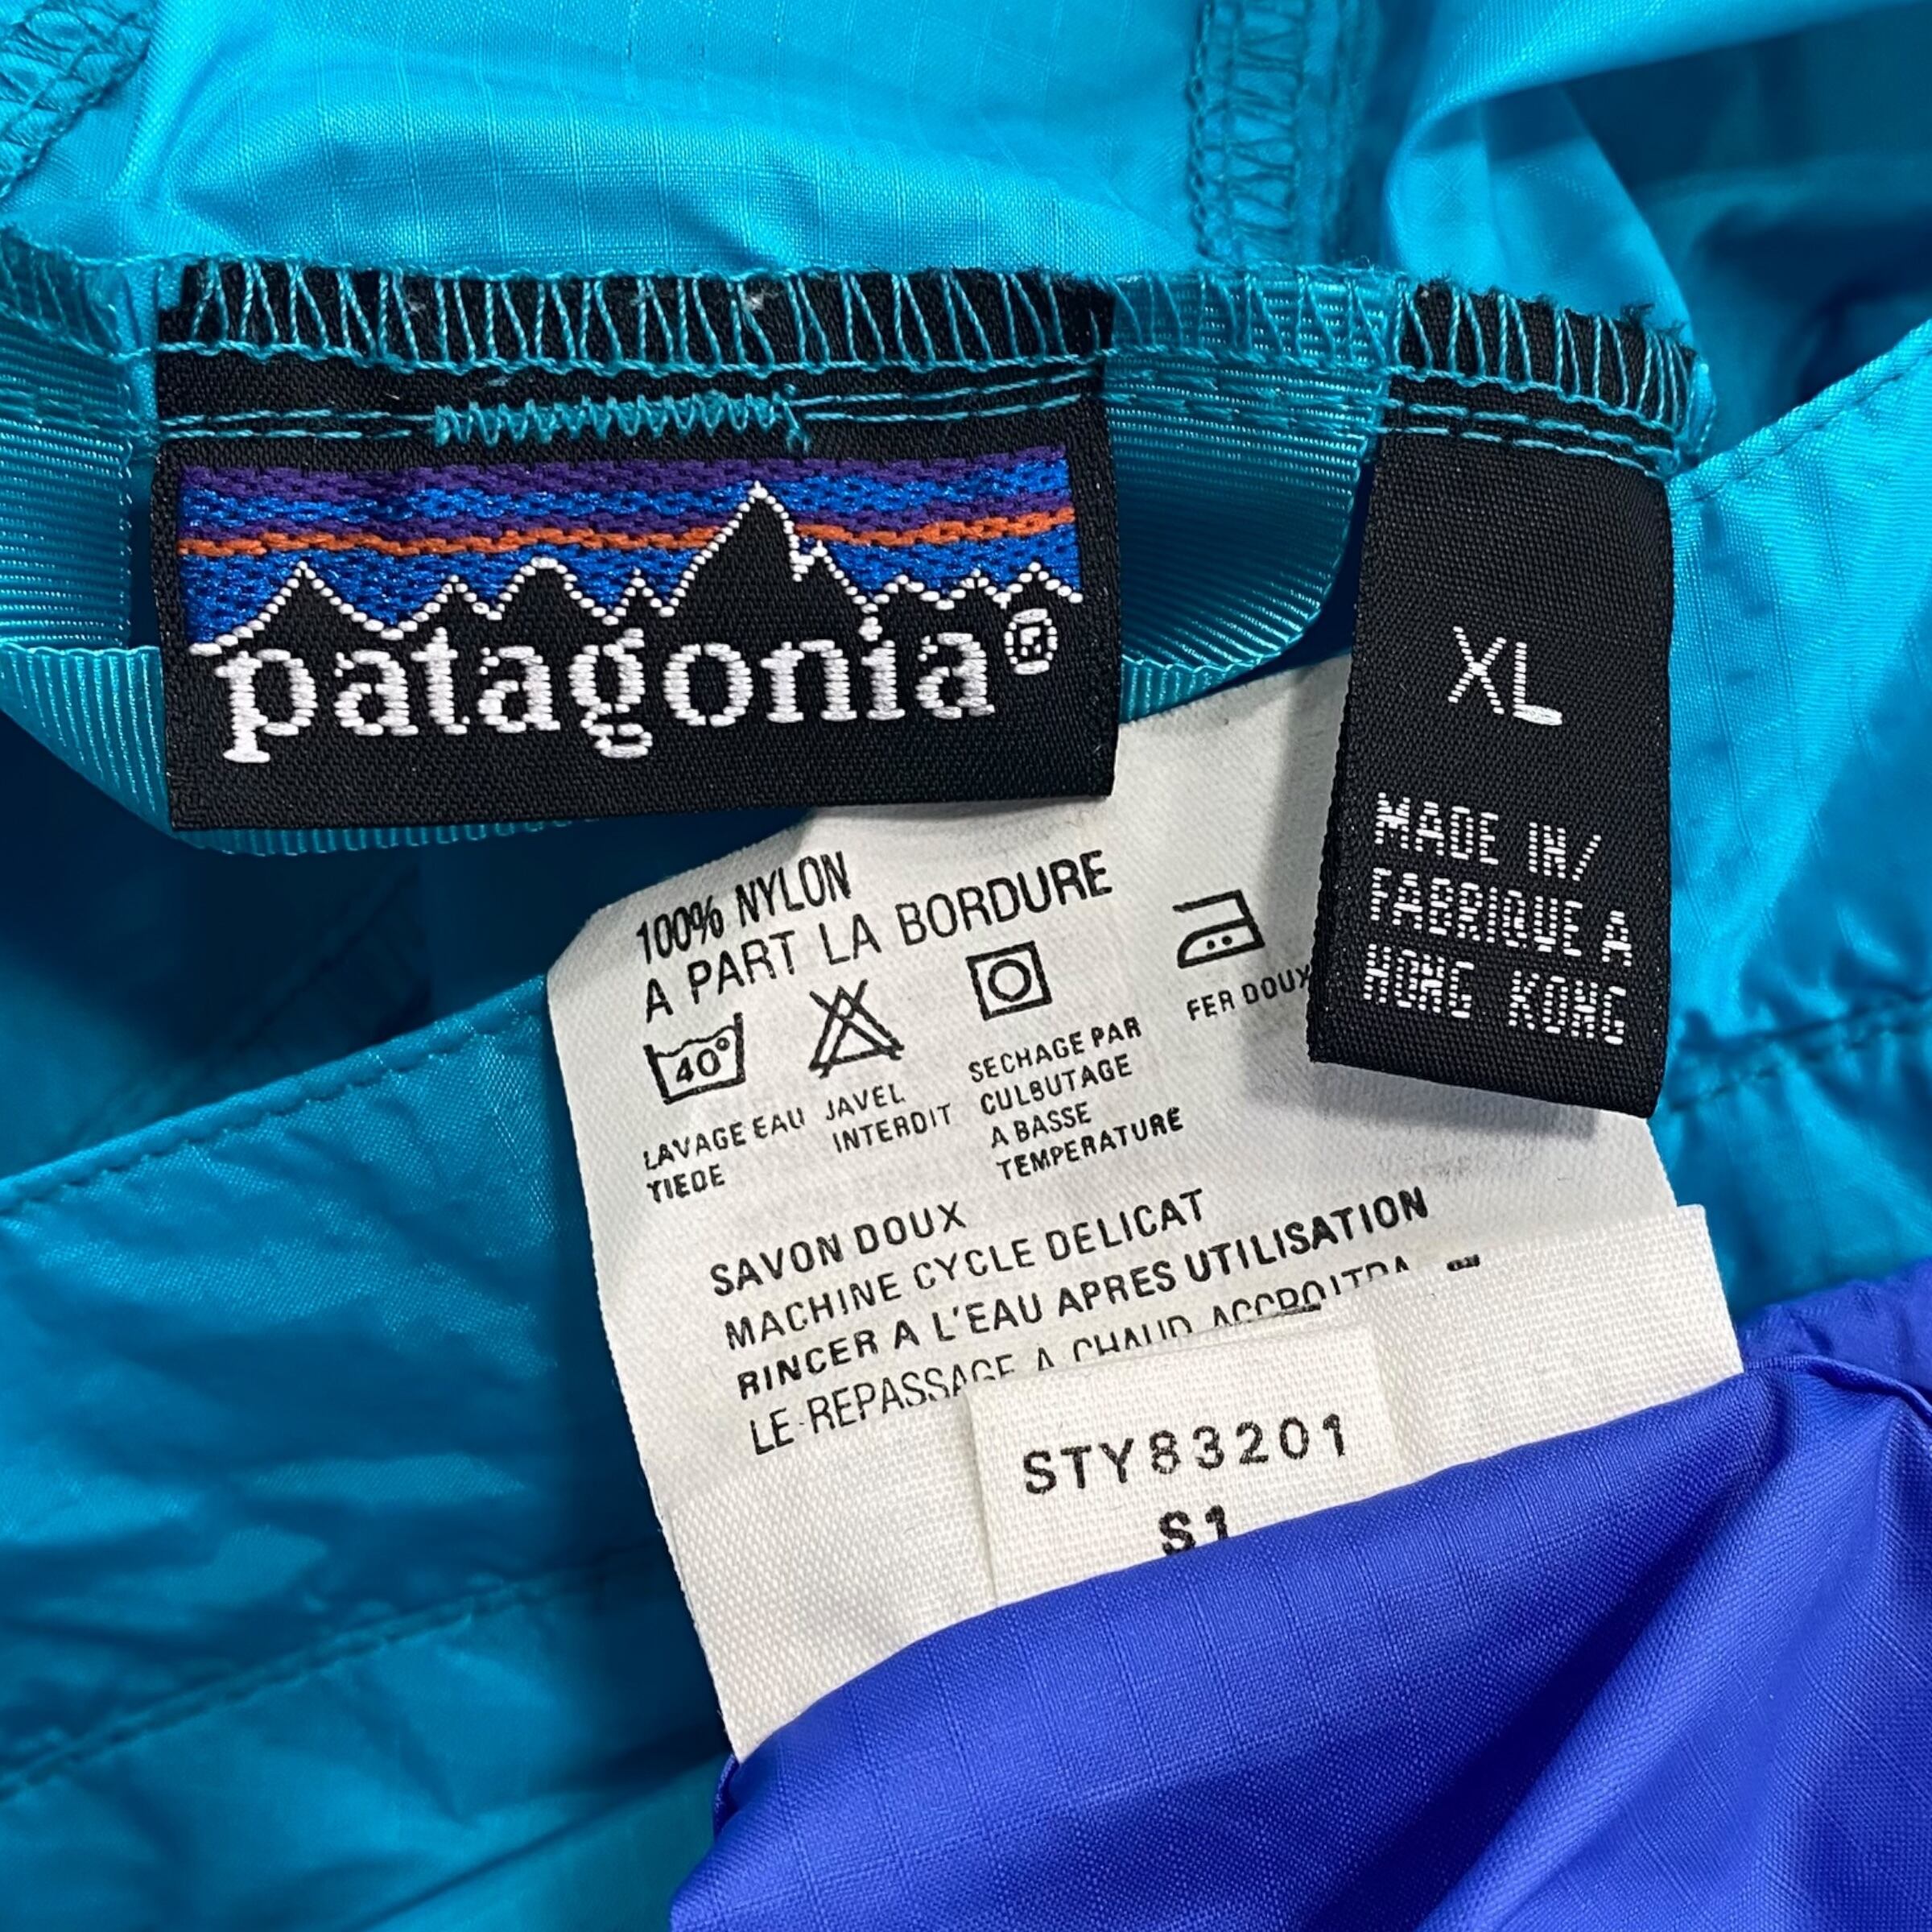 patagonia®
XL
MADE IN/
FABRIQUE A
HONG KONG
100% NYLON
A PART LA BORDURE
40°
LAVAGE EAU
TIEDE
JAVEL
INTERDIT
SECHAGE PAR
CULBUTAGE
A BASSE
TEMPERATURE
FER DOUX
SAVON DOUX
MACHINE CYCLE DELICAT
RINCER A L'EAU APRES UTILISATION
LE REPASSAGE A CHAUD ACCROITRA
STY83201
S1